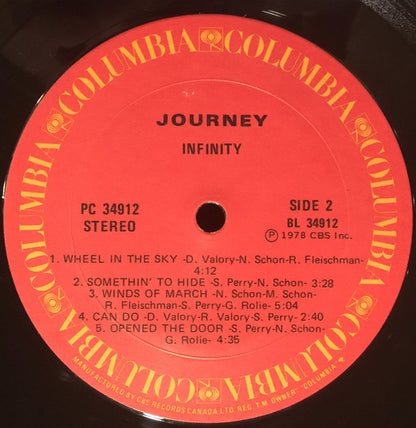 COLUMBIA COLUMBIA COLUMBIA COLUMBIA COLUMBIA COLUMBIA
JOURNEY
INFINITY
PC 34912
STEREO
SIDE 2
BL 34912
Ⓟ 1978 CBS Inc.
1. WHEEL IN THE SKY -D. Valory-N. Schon-R. Fleischman-
4:12
2. SOMETHIN' TO HIDE -S. Perry-N. Schon- 3:28
3. WINDS OF MARCH -N. Schon-M. Schon-
R. Fleischman-S. Perry-G. Rolie- 5:04
4. CAN DO -D. Valory-R. Valory-S. Perry- 2:40
5. OPENED THE DOOR -S. Perry-N. Schon-
G. Rolie- 4:35
MANUFACTURED BY CBS RECORDS CANADA LTD. REG. T.M. OWNER "COLUMBIA"